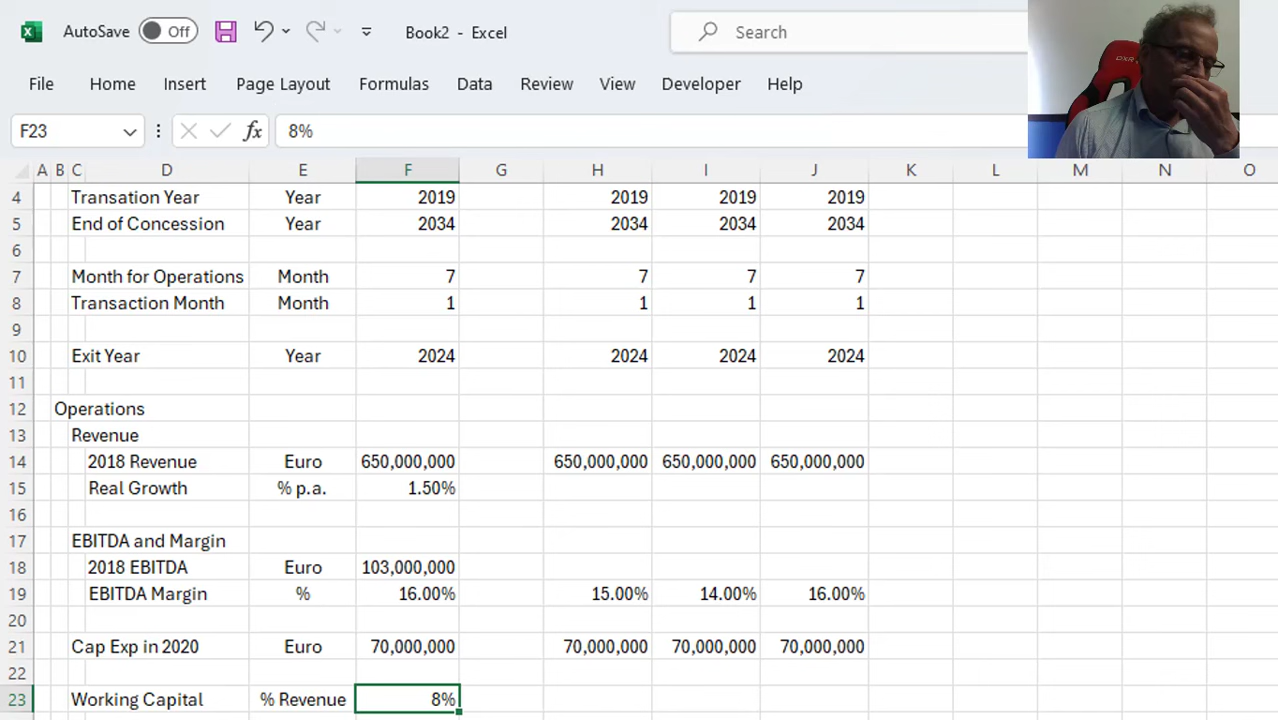 AutoSave Off Book2 - Excel Search
File Home Insert Page Layout Formulas Data Review View Developer Help
F23 fx 8%
A B C D E F G H I J K L M N O
4 Transation Year Year 2019 2019 2019 2019
5 End of Concession Year 2034 2034 2034 2034
6
7 Month for Operations Month 7 7 7 7
8 Transaction Month Month 1 1 1 1
9
10 Exit Year Year 2024 2024 2024 2024
11
12 Operations
13 Revenue
14 2018 Revenue Euro 650,000,000 650,000,000 650,000,000 650,000,000
15 Real Growth % p.a. 1.50%
16
17 EBITDA and Margin
18 2018 EBITDA Euro 103,000,000
19 EBITDA Margin % 16.00% 15.00% 14.00% 16.00%
20
21 Cap Exp in 2020 Euro 70,000,000 70,000,000 70,000,000 70,000,000
22
23 Working Capital % Revenue 8%